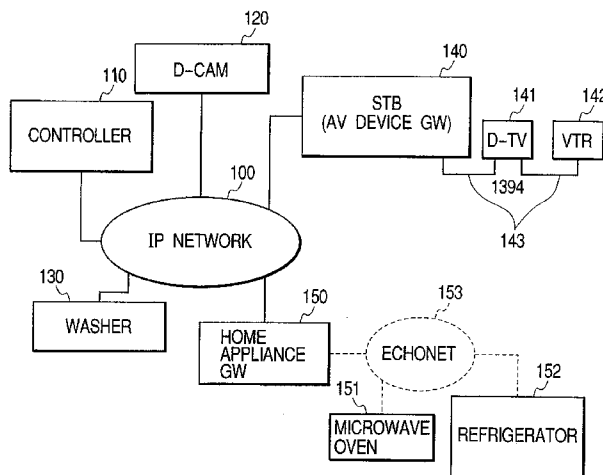 120
D-CAM
110
CONTROLLER
140
STB
(AV DEVICE GW)
141
D-TV
142
VTR
1394
143
100
IP NETWORK
130
WASHER
150
HOME
APPLIANCE
GW
153
ECHONET
151
MICROWAVE
OVEN
152
REFRIGERATOR